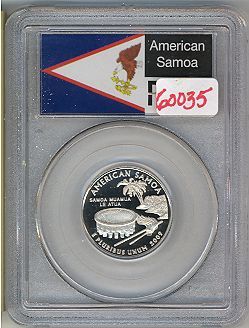 American
Samoa
60035
AMERICAN SAMOA
SAMOA MUAMUA
LE ATUA
E PLURIBUS UNUM 2009